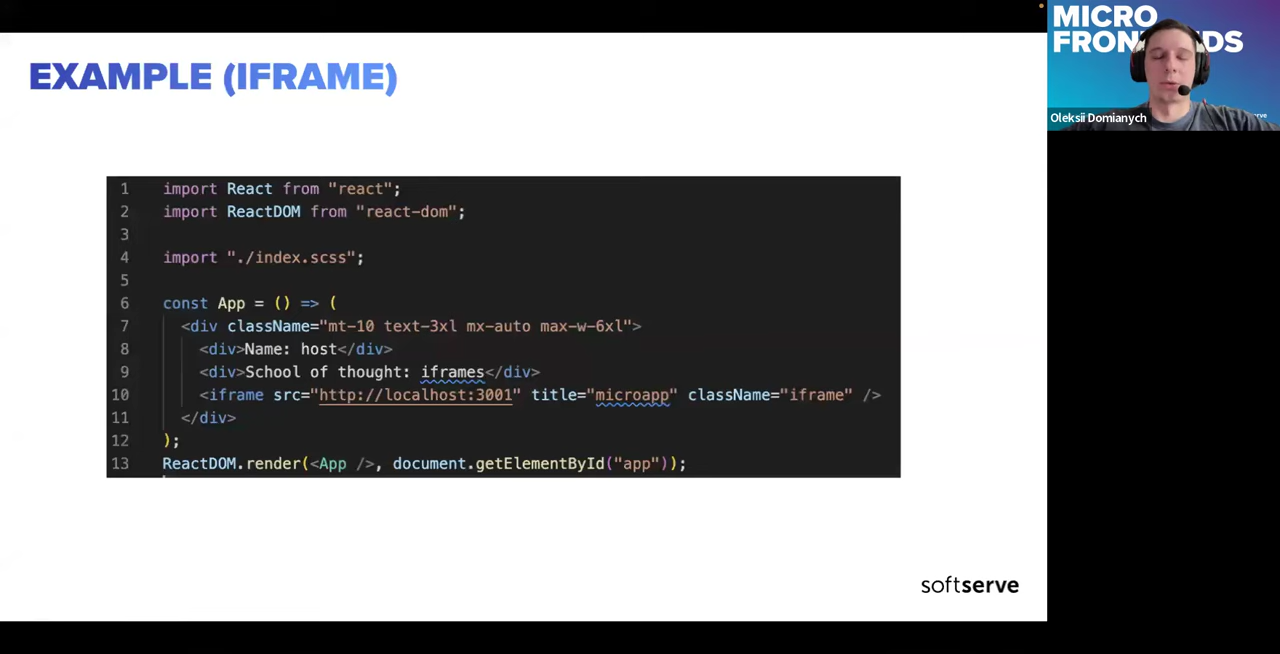 EXAMPLE (IFRAME)
1 import React from "react";
2 import ReactDOM from "react-dom";
3
4 import "./index.scss";
5
6 const App = () => (
7 <div className="mt-10 text-3xl mx-auto max-w-6xl">
8 <div>Name: host</div>
9 <div>School of thought: iframes</div>
10 <iframe src="http://localhost:3001" title="microapp" className="iframe" />
11 </div>
12 );
13 ReactDOM.render(<App />, document.getElementById("app"));
softserve
MICRO
Oleksii Domianych